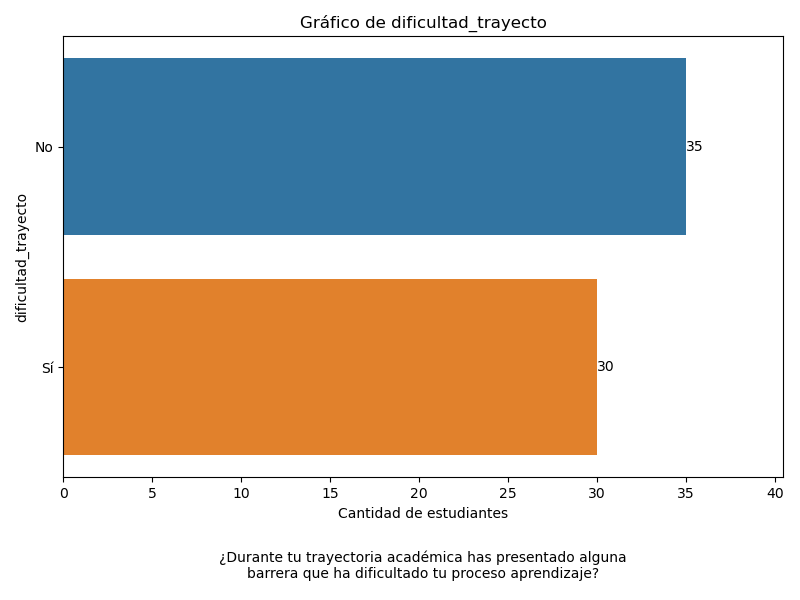 Gráfico de dificultad_trayecto
dificultad_trayecto
No
35
Sí
30
0 5 10 15 20 25 30 35 40
Cantidad de estudiantes
¿Durante tu trayectoria académica has presentado alguna
barrera que ha dificultado tu proceso aprendizaje?